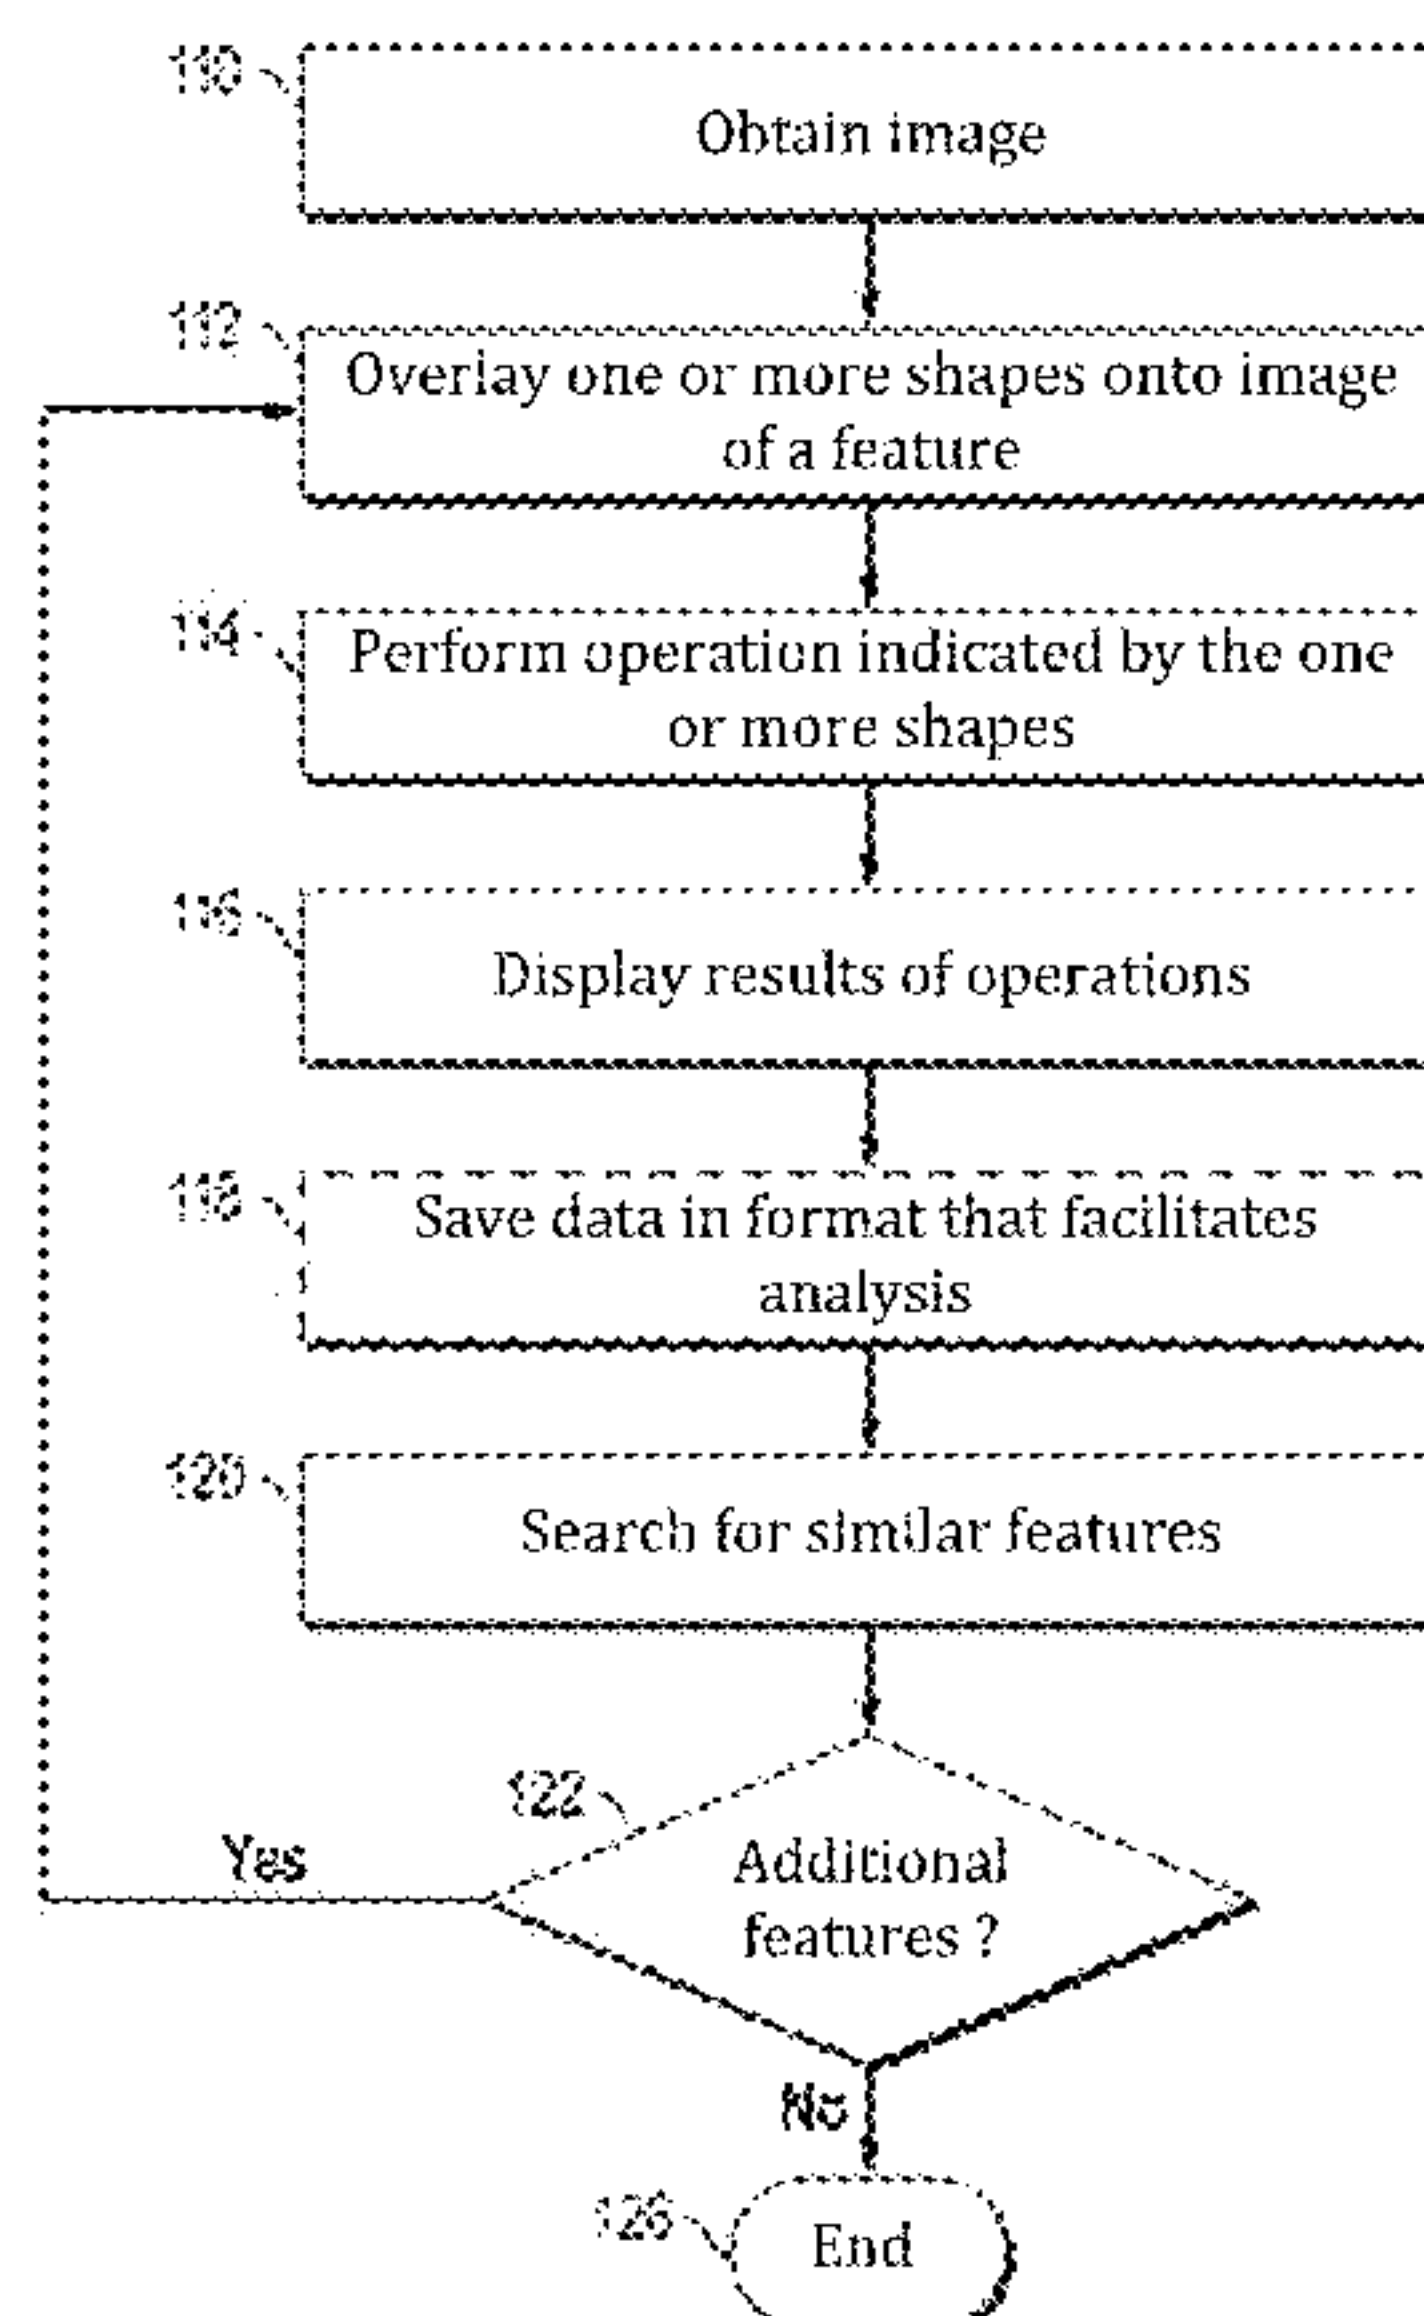 110
Obtain image
112
Overlay one or more shapes onto image
of a feature
114
Perform operation indicated by the one
or more shapes
116
Display results of operations
118
Save data in format that facilitates
analysis
120
Search for similar features
122
Yes
Additional
features ?
No
126
End